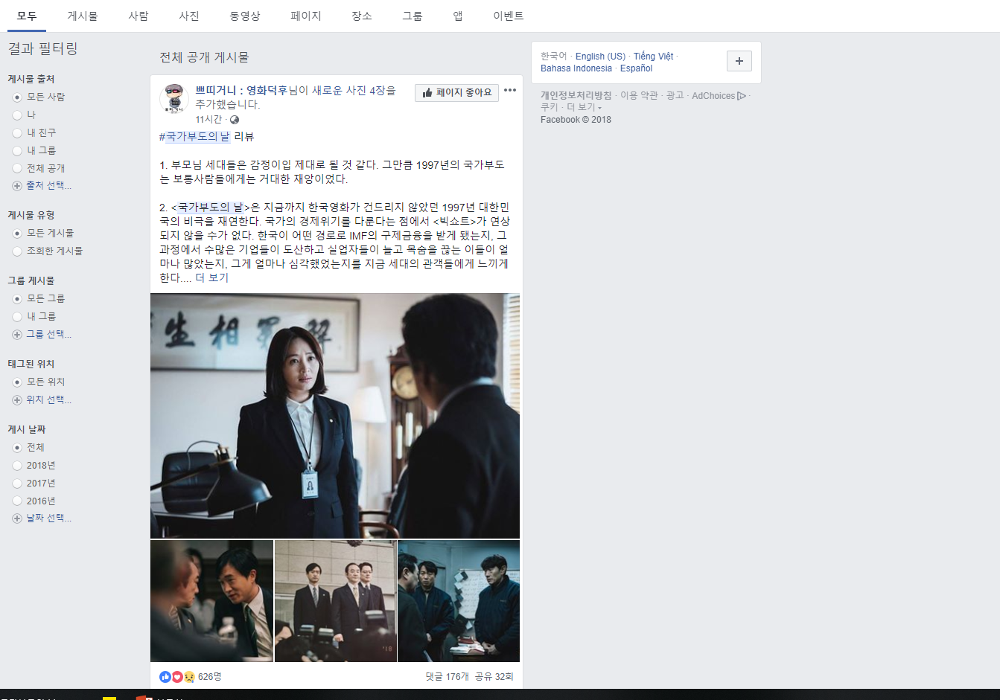 모두 게시물 사람 사진 동영상 페이지 장소 그룹 앱 이벤트
결과 필터링
게시물 출처
모든 사람
나
내 친구
내 그룹
전체 공개
출처 선택...
게시물 유형
모든 게시물
조회한 게시물
그룹 게시물
모든 그룹
내 그룹
그룹 선택...
태그된 위치
모든 위치
위치 선택...
게시 날짜
전체
2018년
2017년
2016년
날짜 선택...
전체 공개 게시물
쁘띠거니 : 영화덕후님이 새로운 사진 4장을
추가했습니다.
11시간 ·
페이지 좋아요
#국가부도의날 리뷰
1. 부모님 세대들은 감정이입 제대로 될 것 같다. 그만큼 1997년의 국가부도
는 보통사람들에게는 거대한 재앙이었다.
2. <국가부도의 날>은 지금까지 한국영화가 건드리지 않았던 1997년 대한민
국의 비극을 재연한다. 국가의 경제위기를 다룬다는 점에서 <빅쇼트>가 연상
되지 않을 수가 없다. 한국이 어떤 경로로 IMF의 구제금융을 받게 됐는지, 그
과정에서 수많은 기업들이 도산하고 실업자들이 늘고 목숨을 끊는 이들이 얼
마나 많았는지, 그게 얼마나 심각했었는지를 지금 세대의 관객들에게 느끼게
한다.... 더 보기
生相
'18
626명
댓글 176개 공유 32회
한국어 · English (US) · Tiếng Việt ·
Bahasa Indonesia · Español
개인정보처리방침 · 이용 약관 · 광고 · AdChoices ·
쿠키 · 더 보기
Facebook © 2018